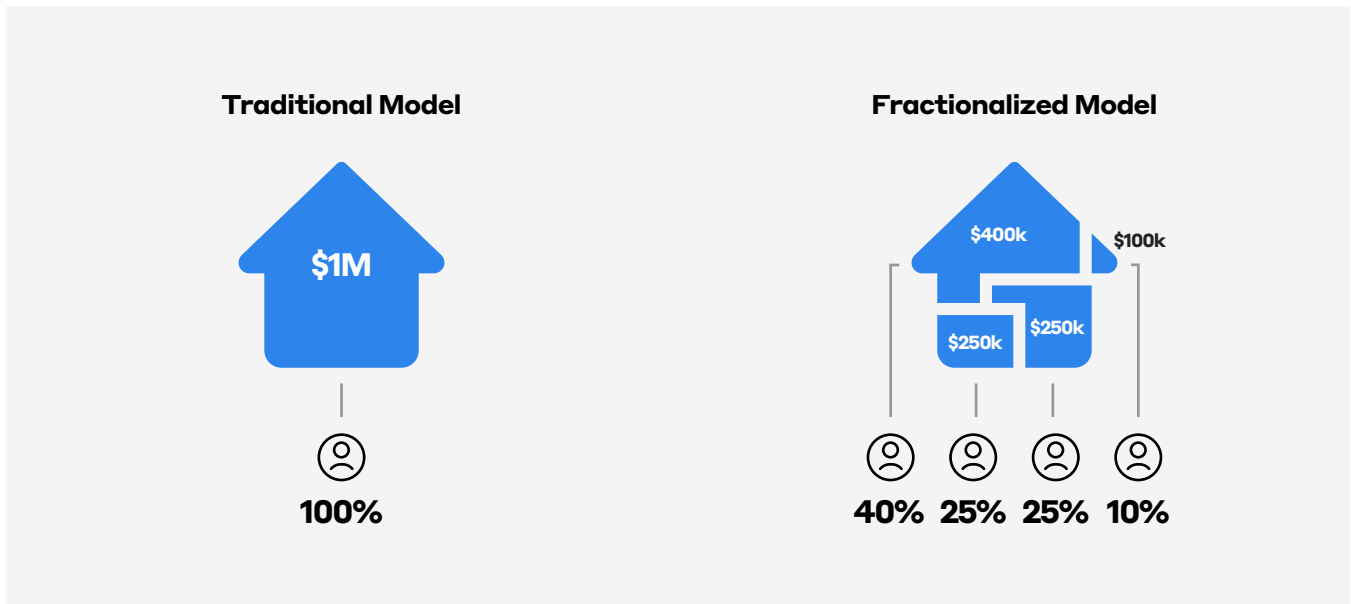 Traditional Model
$1M
100%
Fractionalized Model
$400k
$100k
$250k
$250k
40% 25% 25% 10%